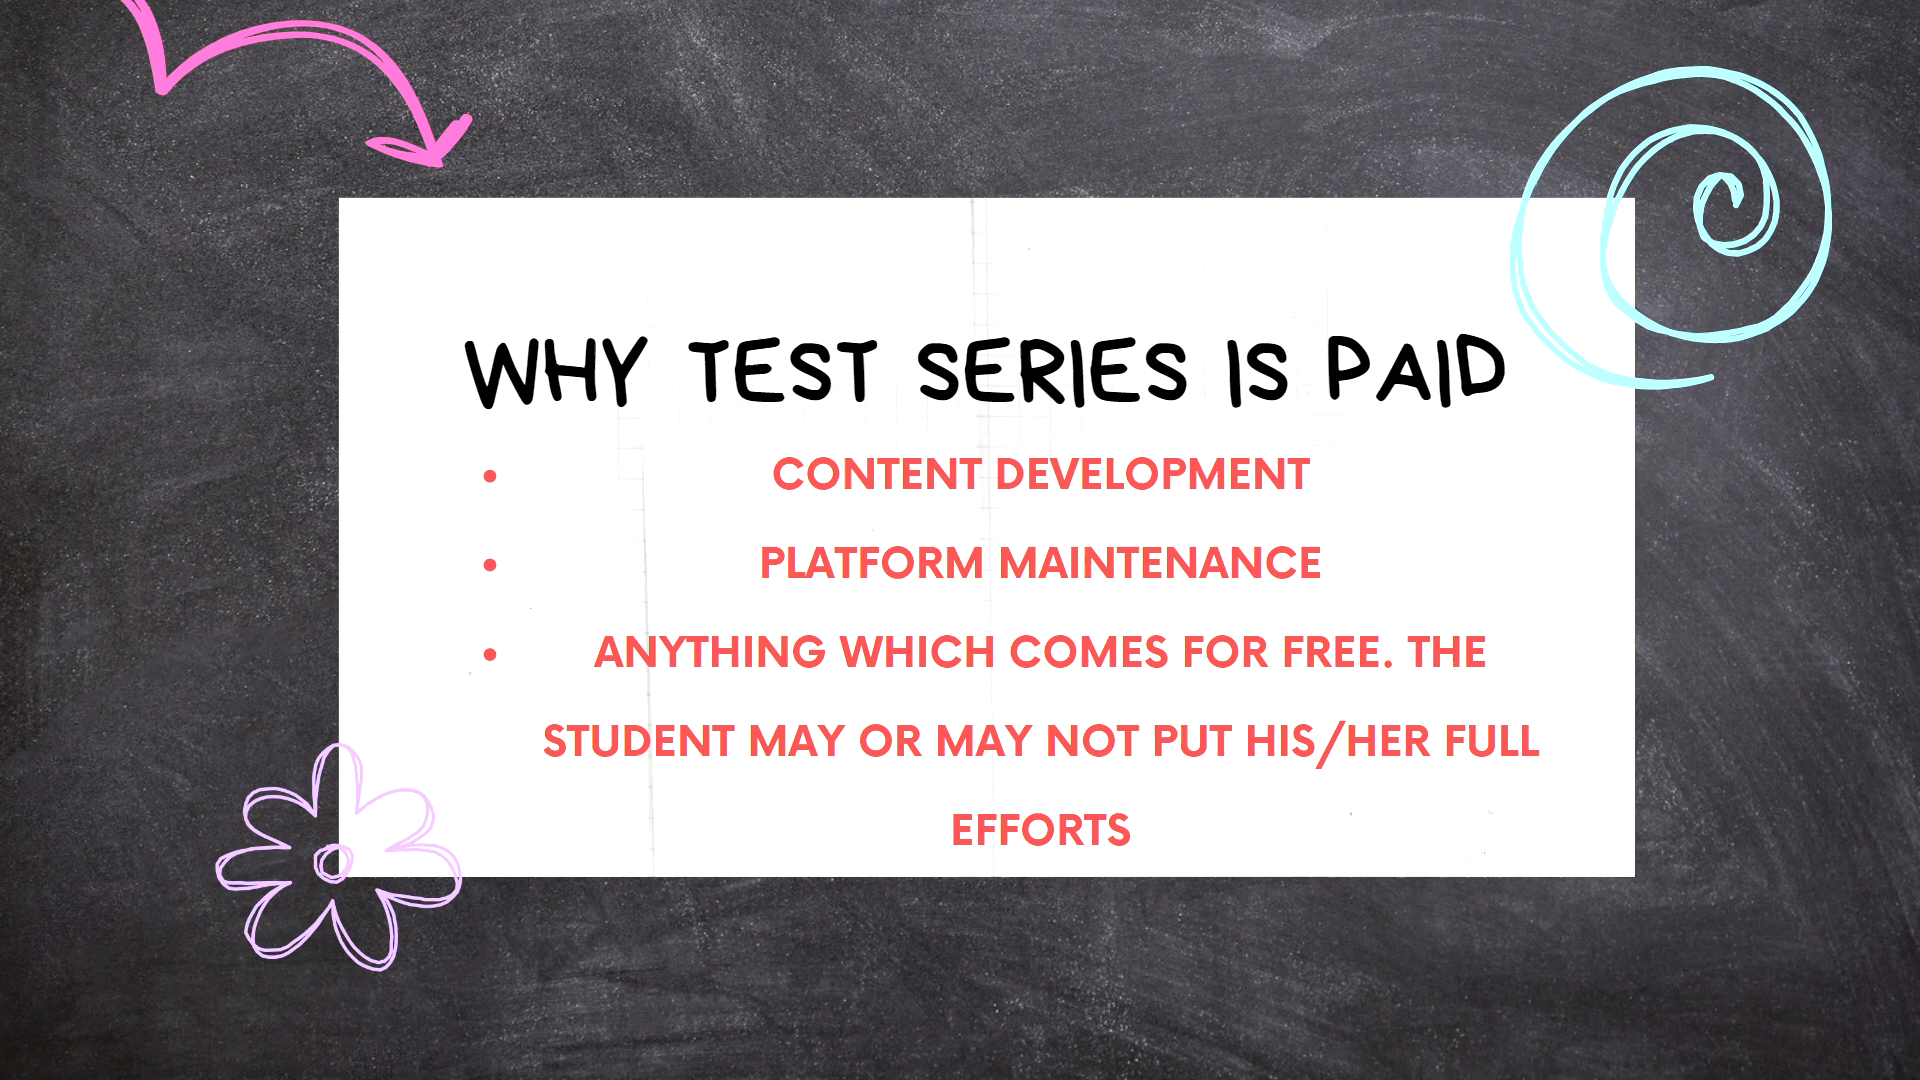 WHY TEST SERIES IS PAID
• CONTENT DEVELOPMENT
• PLATFORM MAINTENANCE
• ANYTHING WHICH COMES FOR FREE. THE
STUDENT MAY OR MAY NOT PUT HIS/HER FULL
EFFORTS